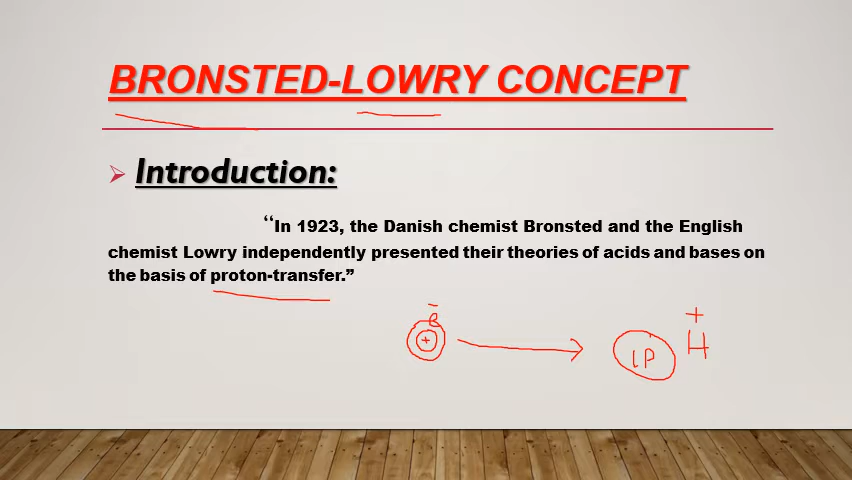 BRONSTED-LOWRY CONCEPT
Introduction:
“In 1923, the Danish chemist Bronsted and the English
chemist Lowry independently presented their theories of acids and bases on
the basis of proton-transfer.”
+
1P
+
H